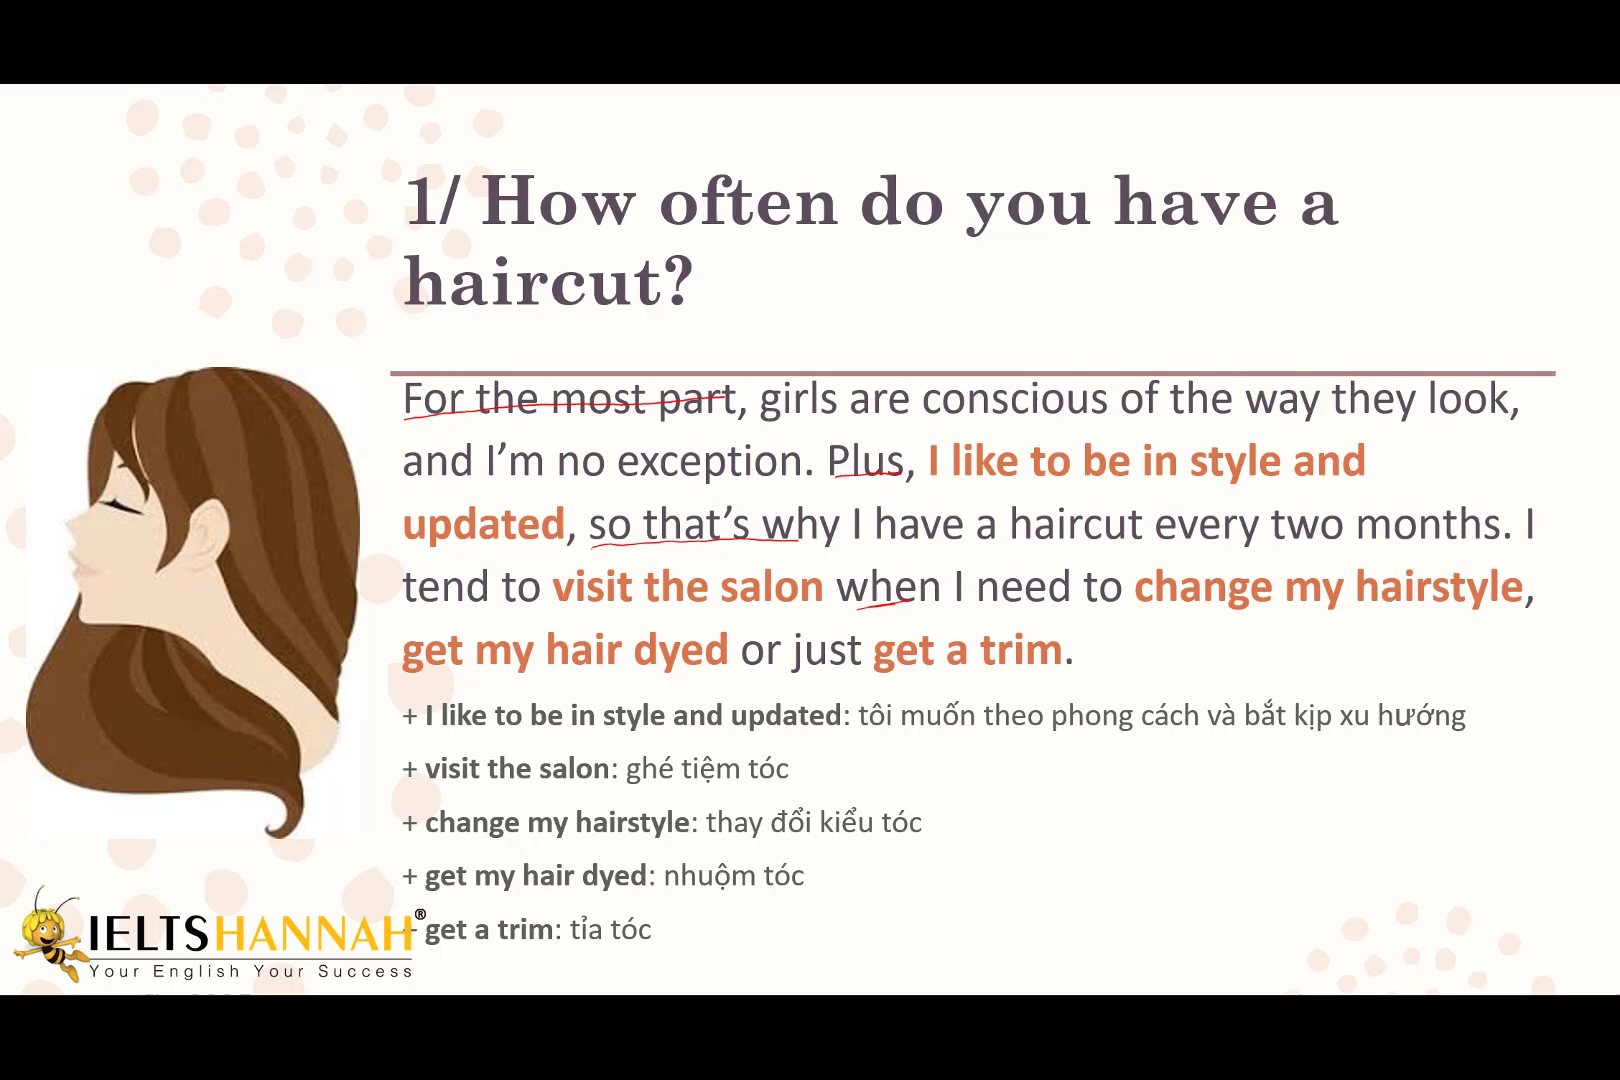 1/ How often do you have a
haircut?
For the most part, girls are conscious of the way they look,
and I’m no exception. Plus, I like to be in style and
updated, so that’s why I have a haircut every two months. I
tend to visit the salon when I need to change my hairstyle,
get my hair dyed or just get a trim.
+ I like to be in style and updated: tôi muốn theo phong cách và bắt kịp xu hướng
+ visit the salon: ghé tiệm tóc
+ change my hairstyle: thay đổi kiểu tóc
+ get my hair dyed: nhuộm tóc
+ get a trim: tỉa tóc
IELTSHANNAH®
Your English Your Success